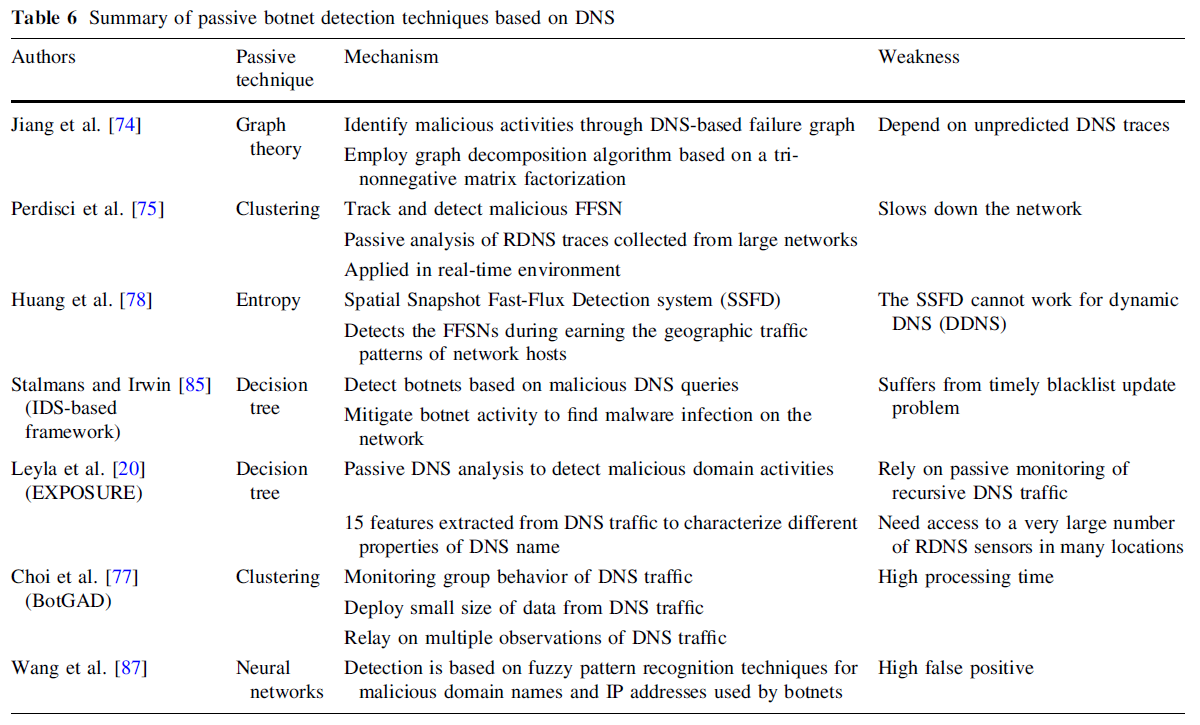 Table 6 Summary of passive botnet detection techniques based on DNS
Authors Passive technique Mechanism Weakness
Jiang et al. [74] Graph theory Identify malicious activities through DNS-based failure graph Depend on unpredicted DNS traces
Employ graph decomposition algorithm based on a tri-
nonnegative matrix factorization
Perdisci et al. [75] Clustering Track and detect malicious FFSN Slows down the network
Passive analysis of RDNS traces collected from large networks
Applied in real-time environment
Huang et al. [78] Entropy Spatial Snapshot Fast-Flux Detection system (SSFD) The SSFD cannot work for dynamic
DNS (DDNS)
Detects the FFSNs during earning the geographic traffic
patterns of network hosts
Stalmans and Irwin [85] Decision Detect botnets based on malicious DNS queries Suffers from timely blacklist update
(IDS-based tree problem
framework) Mitigate botnet activity to find malware infection on the
network
Leyla et al. [20] Decision Passive DNS analysis to detect malicious domain activities Rely on passive monitoring of
(EXPOSURE) tree recursive DNS traffic
15 features extracted from DNS traffic to characterize different Need access to a very large number
properties of DNS name of RDNS sensors in many locations
Choi et al. [77] Clustering Monitoring group behavior of DNS traffic High processing time
(BotGAD)
Deploy small size of data from DNS traffic
Relay on multiple observations of DNS traffic
Wang et al. [87] Neural Detection is based on fuzzy pattern recognition techniques for High false positive
networks malicious domain names and IP addresses used by botnets